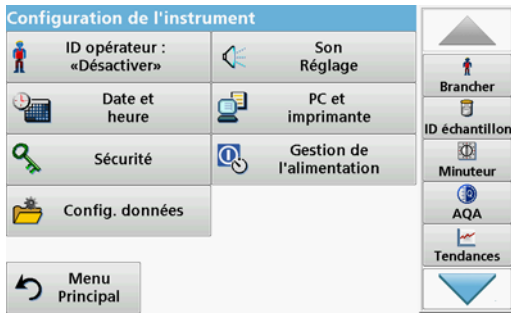 Configuration de l'instrument
ID opérateur :
«Désactiver»
Son
Réglage
Date et
heure
PC et
imprimante
Sécurité
Gestion de
l'alimentation
Config. données
Menu
Principal
Brancher
ID échantillon
Minuteur
AQA
Tendances